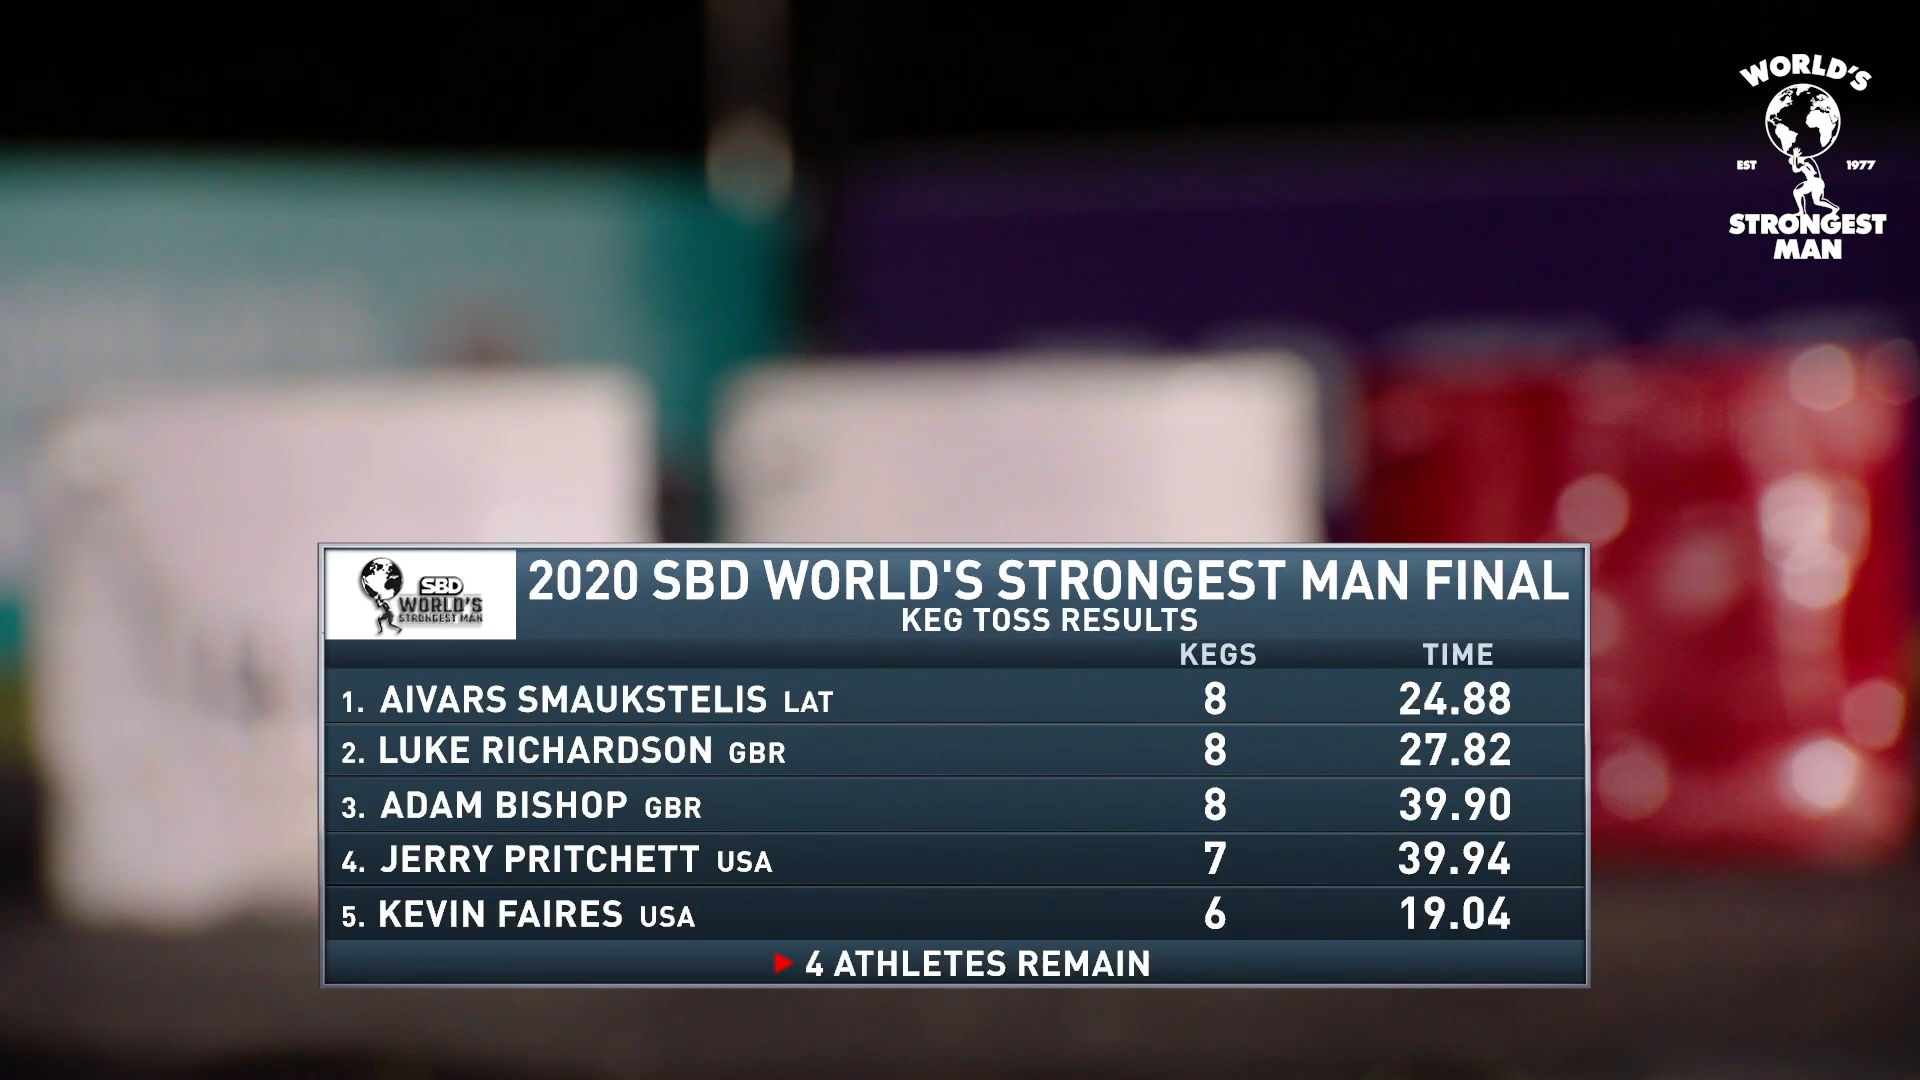 WORLD'S
EST 1977
STRONGEST
MAN
SBD
WORLD'S
STRONGEST MAN
2020 SBD WORLD'S STRONGEST MAN FINAL
KEG TOSS RESULTS
KEGS TIME
1. AIVARS SMAUKSTELIS LAT 8 24.88
2. LUKE RICHARDSON GBR 8 27.82
3. ADAM BISHOP GBR 8 39.90
4. JERRY PRITCHETT USA 7 39.94
5. KEVIN FAIRES USA 6 19.04
4 ATHLETES REMAIN